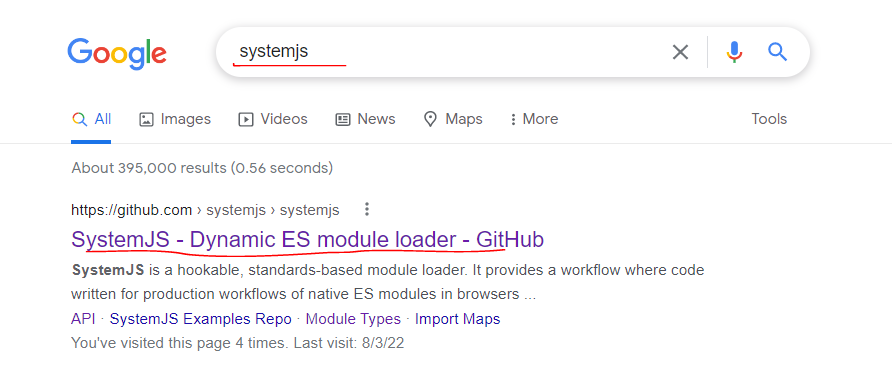 Google
systemjs
All Images Videos News Maps More Tools
About 395,000 results (0.56 seconds)
https://github.com › systemjs › systemjs
SystemJS - Dynamic ES module loader - GitHub
SystemJS is a hookable, standards-based module loader. It provides a workflow where code
written for production workflows of native ES modules in browsers ...
API · SystemJS Examples Repo · Module Types · Import Maps
You've visited this page 4 times. Last visit: 8/3/22